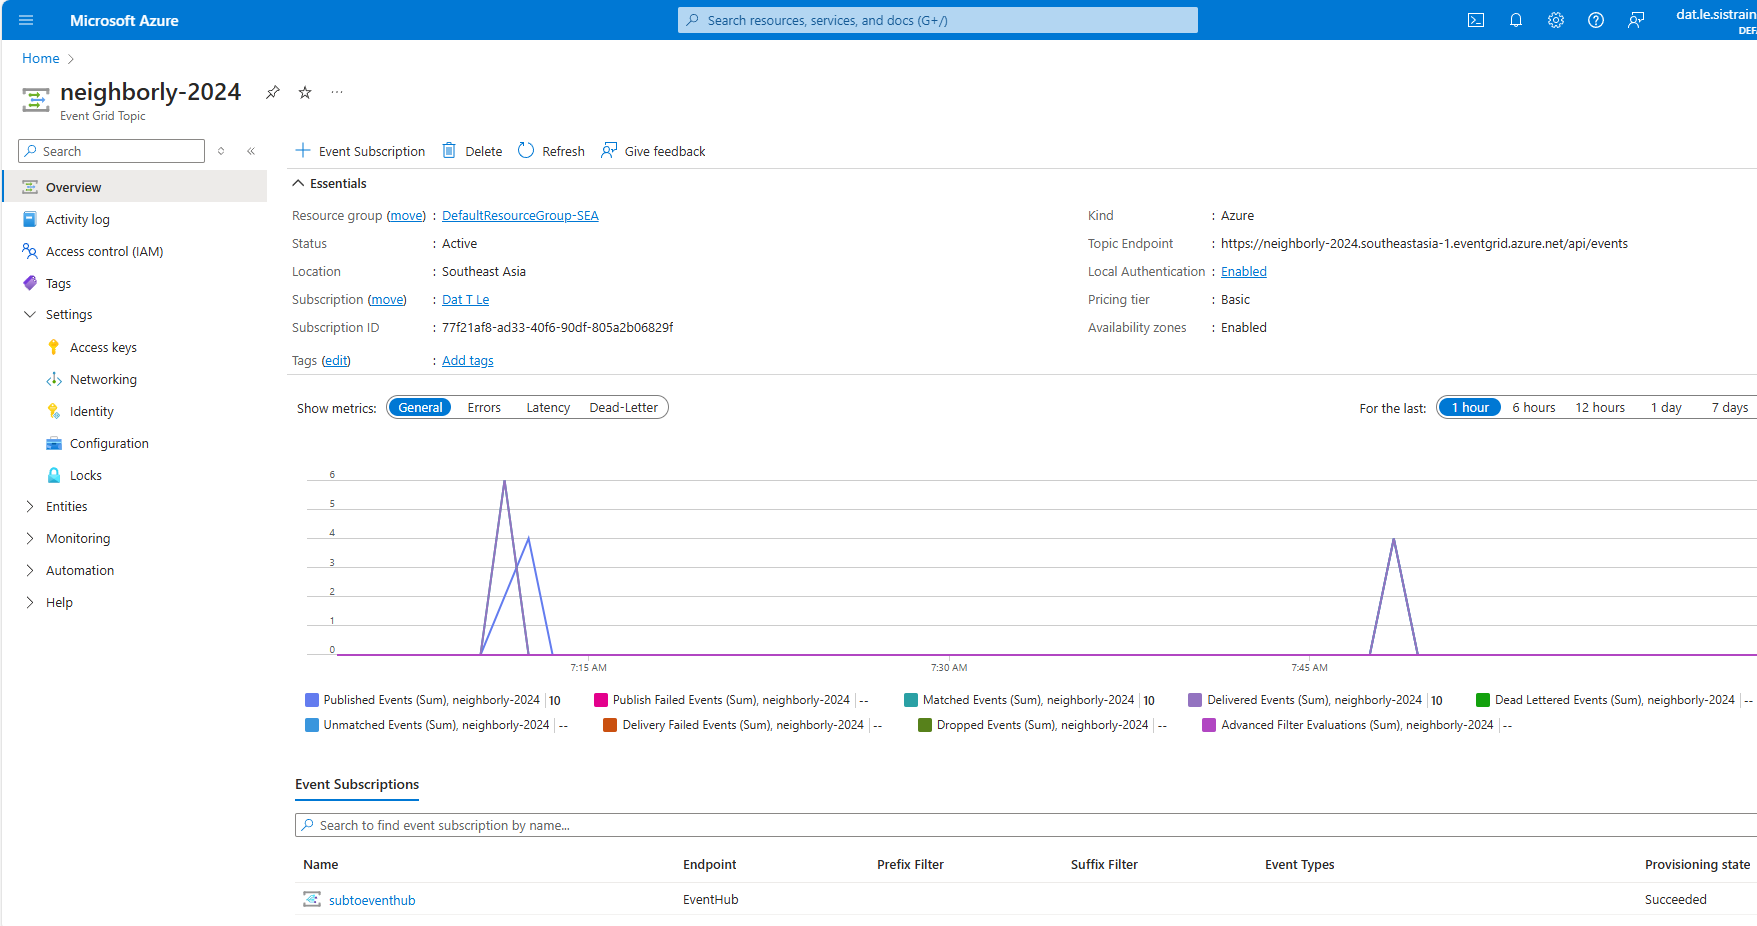 Microsoft Azure
Search resources, services, and docs (G+/)
dat.le.sistrain
DEFA
Home
neighborly-2024
Event Grid Topic
Search
Event Subscription
Delete
Refresh
Give feedback
Overview
Activity log
Access control (IAM)
Tags
Settings
Access keys
Networking
Identity
Configuration
Locks
Entities
Monitoring
Automation
Help
Essentials
Resource group (move) : DefaultResourceGroup-SEA
Status : Active
Location : Southeast Asia
Subscription (move) : Dat T Le
Subscription ID : 77f21af8-ad33-40f6-90df-805a2b06829f
Tags (edit) : Add tags
Kind : Azure
Topic Endpoint : https://neighborly-2024.southeastasia-1.eventgrid.azure.net/api/events
Local Authentication : Enabled
Pricing tier : Basic
Availability zones : Enabled
Show metrics: General Errors Latency Dead-Letter
For the last: 1 hour 6 hours 12 hours 1 day 7 days
6
5
4
3
2
1
0
7:15 AM 7:30 AM 7:45 AM
Published Events (Sum), neighborly-2024 10
Publish Failed Events (Sum), neighborly-2024 --
Matched Events (Sum), neighborly-2024 10
Delivered Events (Sum), neighborly-2024 10
Dead Lettered Events (Sum), neighborly-2024 --
Unmatched Events (Sum), neighborly-2024 --
Delivery Failed Events (Sum), neighborly-2024 --
Dropped Events (Sum), neighborly-2024 --
Advanced Filter Evaluations (Sum), neighborly-2024 --
Event Subscriptions
Search to find event subscription by name...
Name Endpoint Prefix Filter Suffix Filter Event Types Provisioning state
subtoeventhub EventHub Succeeded